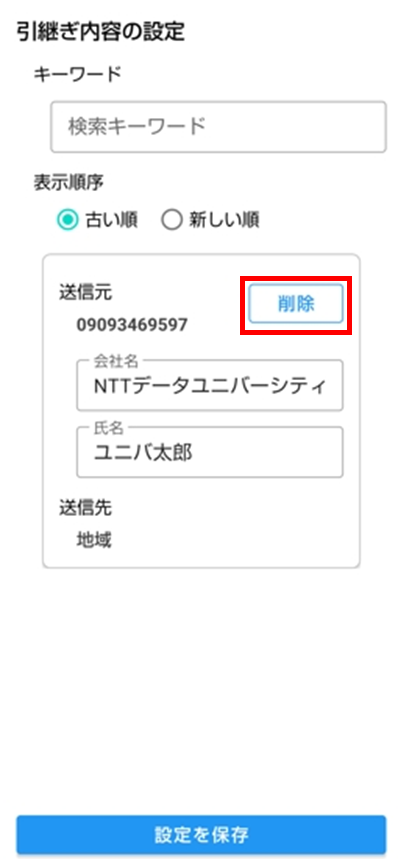 引継ぎ内容の設定
キーワード
検索キーワード
表示順序
古い順 新しい順
送信元
削除
09093469597
会社名
NTTデータユニバーシティ
氏名
ユニバ太郎
送信先
地域
設定を保存